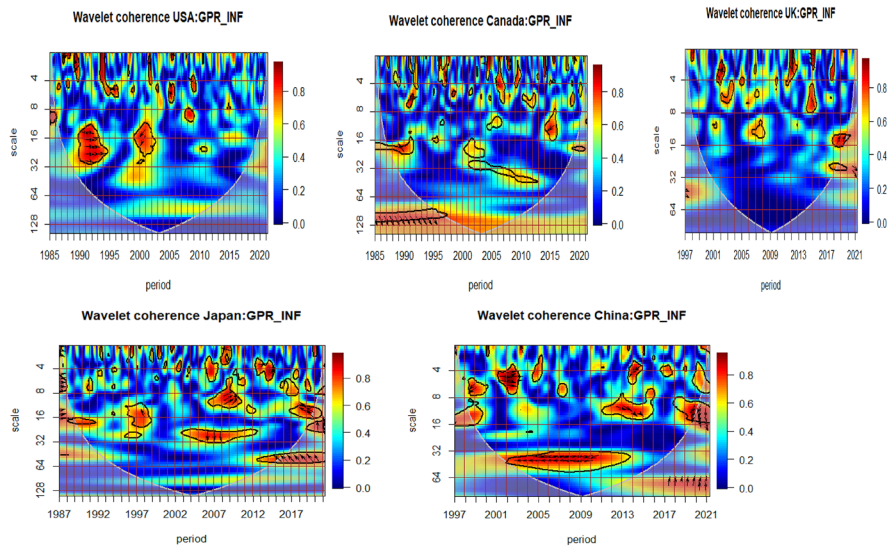 Wavelet coherence USA:GPR_INF
scale
4
8
16
32
64
128
0.8
0.6
0.4
0.2
0.0
1985 1990 1995 2000 2005 2010 2015 2020
period
Wavelet coherence Canada:GPR_INF
scale
4
8
16
32
64
128
0.8
0.6
0.4
0.2
0.0
1985 1990 1995 2000 2005 2010 2015 2021
period
Wavelet coherence UK:GPR_INF
scale
4
8
16
32
64
0.8
0.6
0.4
0.2
0.0
1997 2001 2005 2009 2013 2017 2021
period
Wavelet coherence Japan:GPR_INF
scale
4
8
16
32
64
128
0.8
0.6
0.4
0.2
0.0
1987 1992 1997 2002 2007 2012 2017
period
Wavelet coherence China:GPR_INF
scale
4
8
16
32
64
0.8
0.6
0.4
0.2
0.0
1997 2001 2005 2009 2013 2017 2021
period